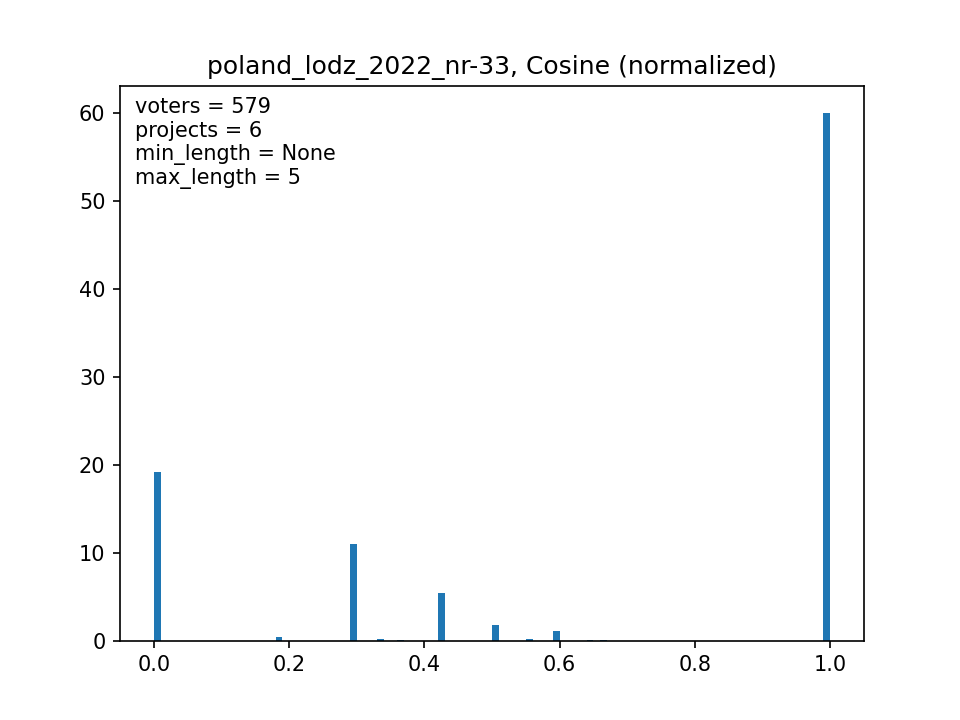 poland_lodz_2022_nr-33, Cosine (normalized)
voters = 579
projects = 6
min_length = None
max_length = 5
60
50
40
30
20
10
0
0.0 0.2 0.4 0.6 0.8 1.0